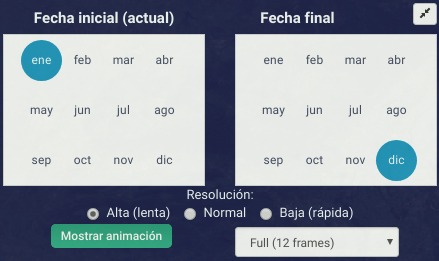 Fecha inicial (actual) Fecha final
ene feb mar abr ene feb mar abr
may jun jul ago may jun jul ago
sep oct nov dic sep oct nov dic
Resolución:
Alta (lenta) Normal Baja (rápida)
Mostrar animación Full (12 frames)